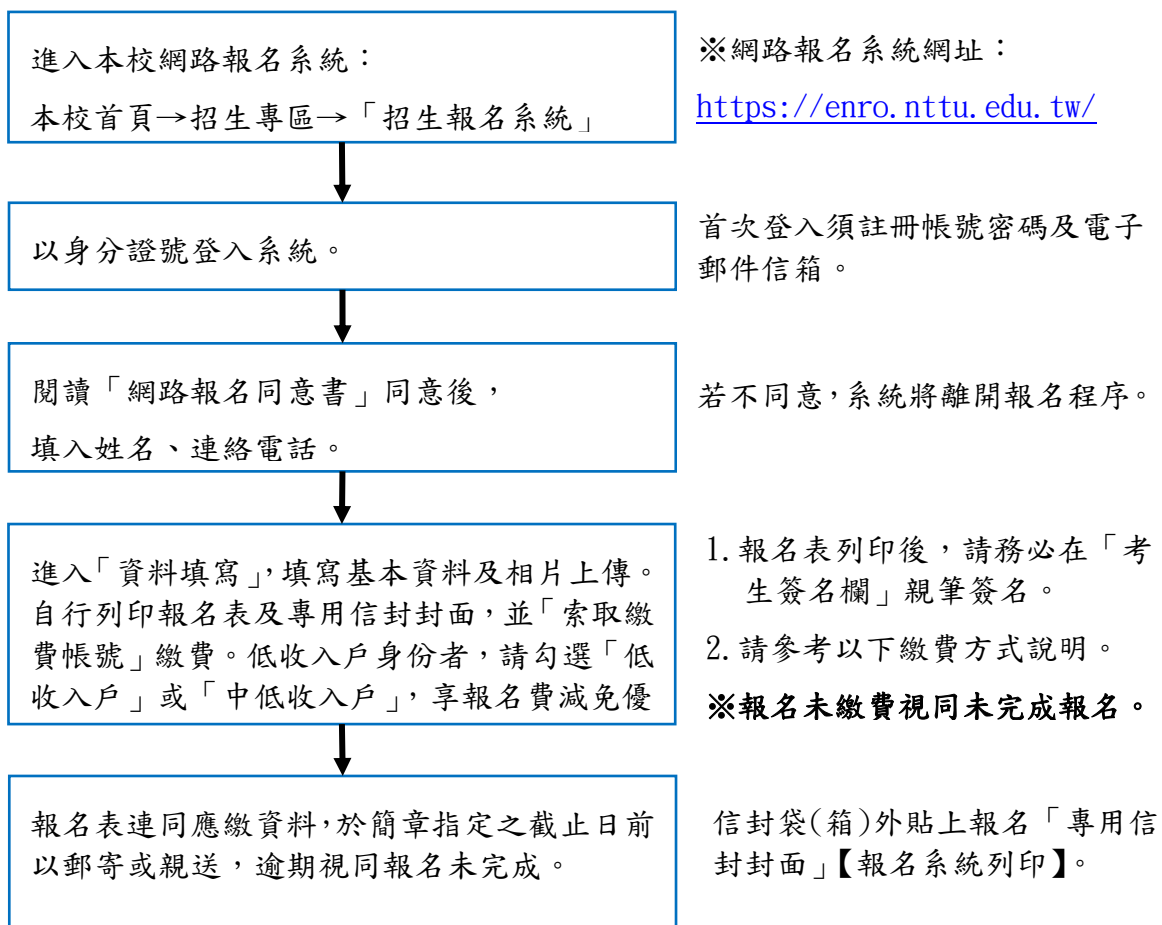 進入本校網路報名系統：
本校首頁→招生專區→「招生報名系統」
※網路報名系統網址：
https://enro.nttu.edu.tw/
以身分證號登入系統。
首次登入須註冊帳號密碼及電子
郵件信箱。
閱讀「網路報名同意書」同意後，
填入姓名、連絡電話。
若不同意，系統將離開報名程序。
進入「資料填寫」，填寫基本資料及相片上傳。
自行列印報名表及專用信封封面，並「索取繳
費帳號」繳費。低收入戶身份者，請勾選「低
收入戶」或「中低收入戶」，享報名費減免優
1.報名表列印後，請務必在「考
生簽名欄」親筆簽名。
2.請參考以下繳費方式說明。
※報名未繳費視同未完成報名。
報名表連同應繳資料，於簡章指定之截止日前
以郵寄或親送，逾期視同報名未完成。
信封袋(箱)外貼上報名「專用信
封封面」【報名系統列印】。